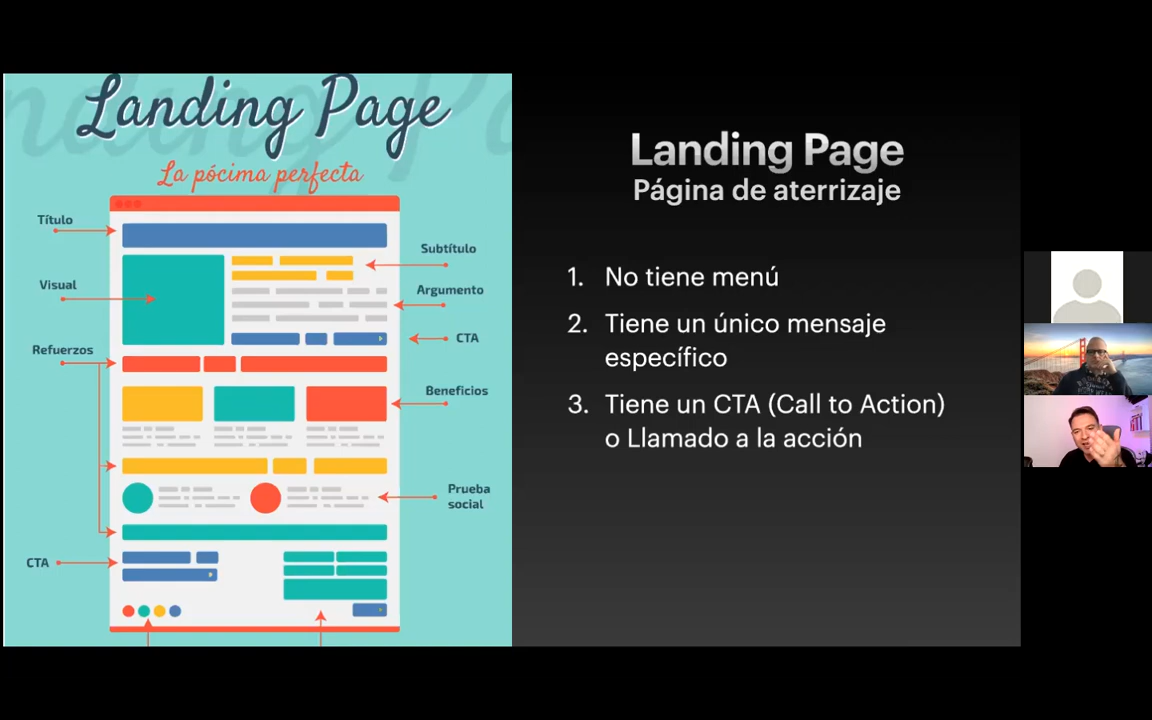 Landing Page
La pócima perfecta
Título
Subtítulo
Visual
Argumento
CTA
Refuerzos
Beneficios
Prueba
social
CTA
Landing Page
Página de aterrizaje
1. No tiene menú
2. Tiene un único mensaje
específico
3. Tiene un CTA (Call to Action)
o Llamado a la acción